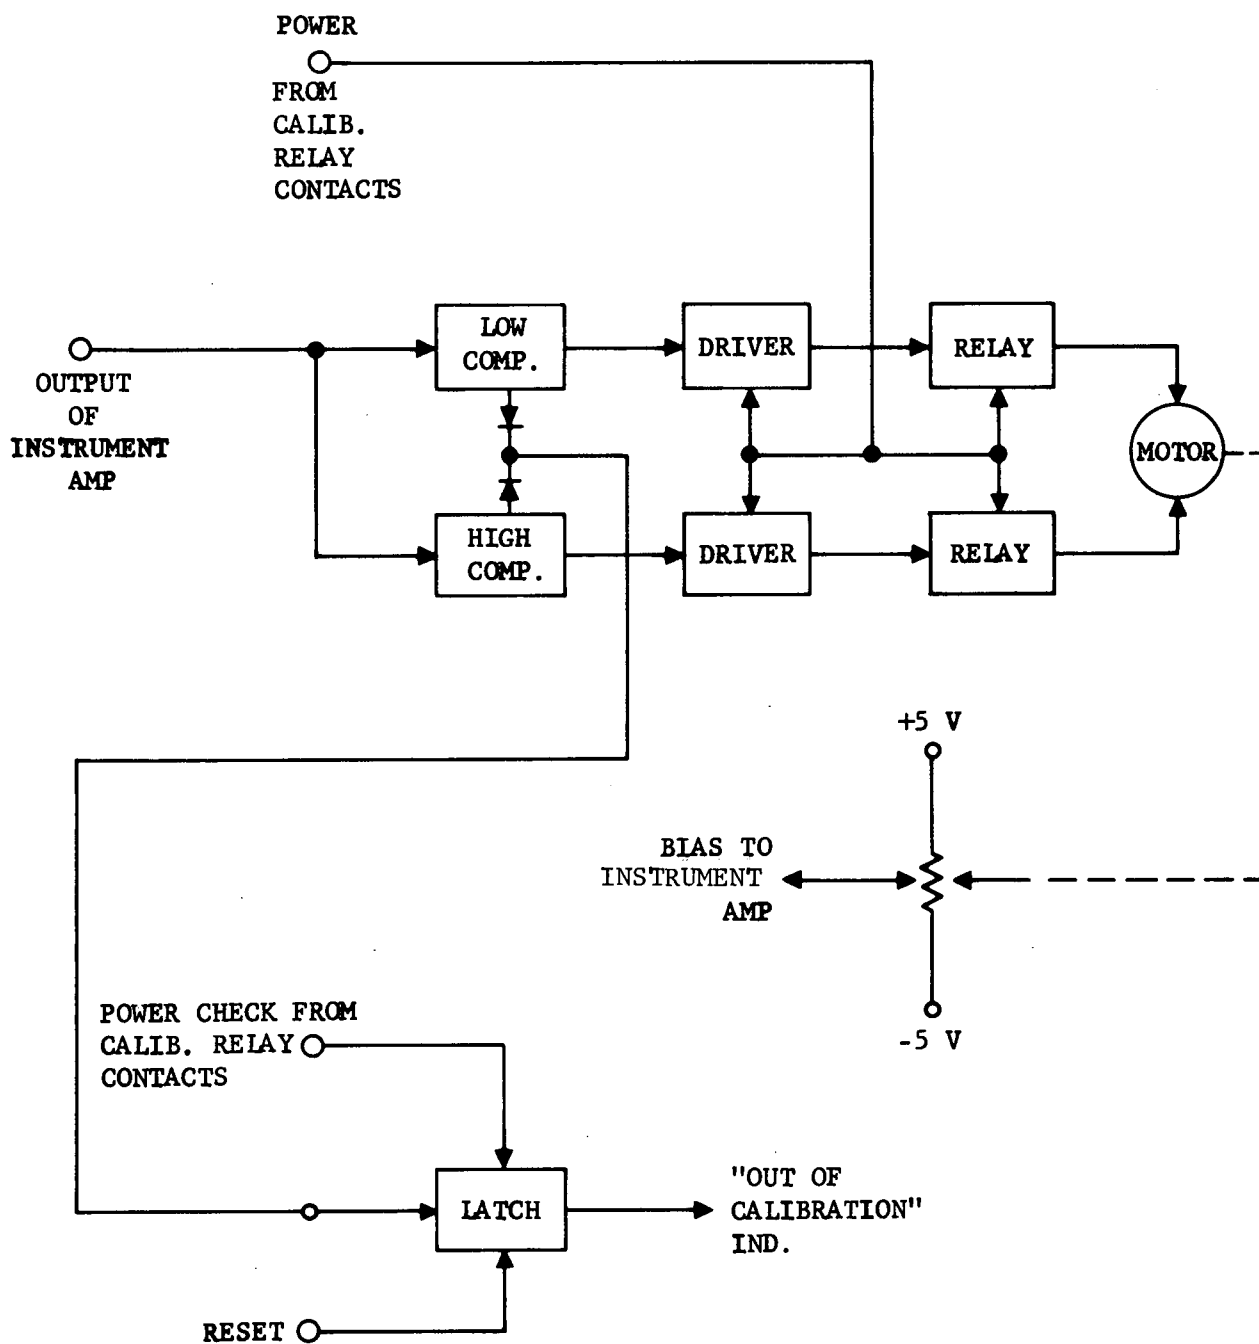 POWER
FROM
CALIB.
RELAY
CONTACTS
LOW
COMP.
DRIVER
RELAY
OUTPUT
OF
INSTRUMENT
AMP
MOTOR
HIGH
COMP.
DRIVER
RELAY
+5 V
BIAS TO
INSTRUMENT
AMP
-5 V
POWER CHECK FROM
CALIB. RELAY
CONTACTS
LATCH
"OUT OF
CALIBRATION"
IND.
RESET